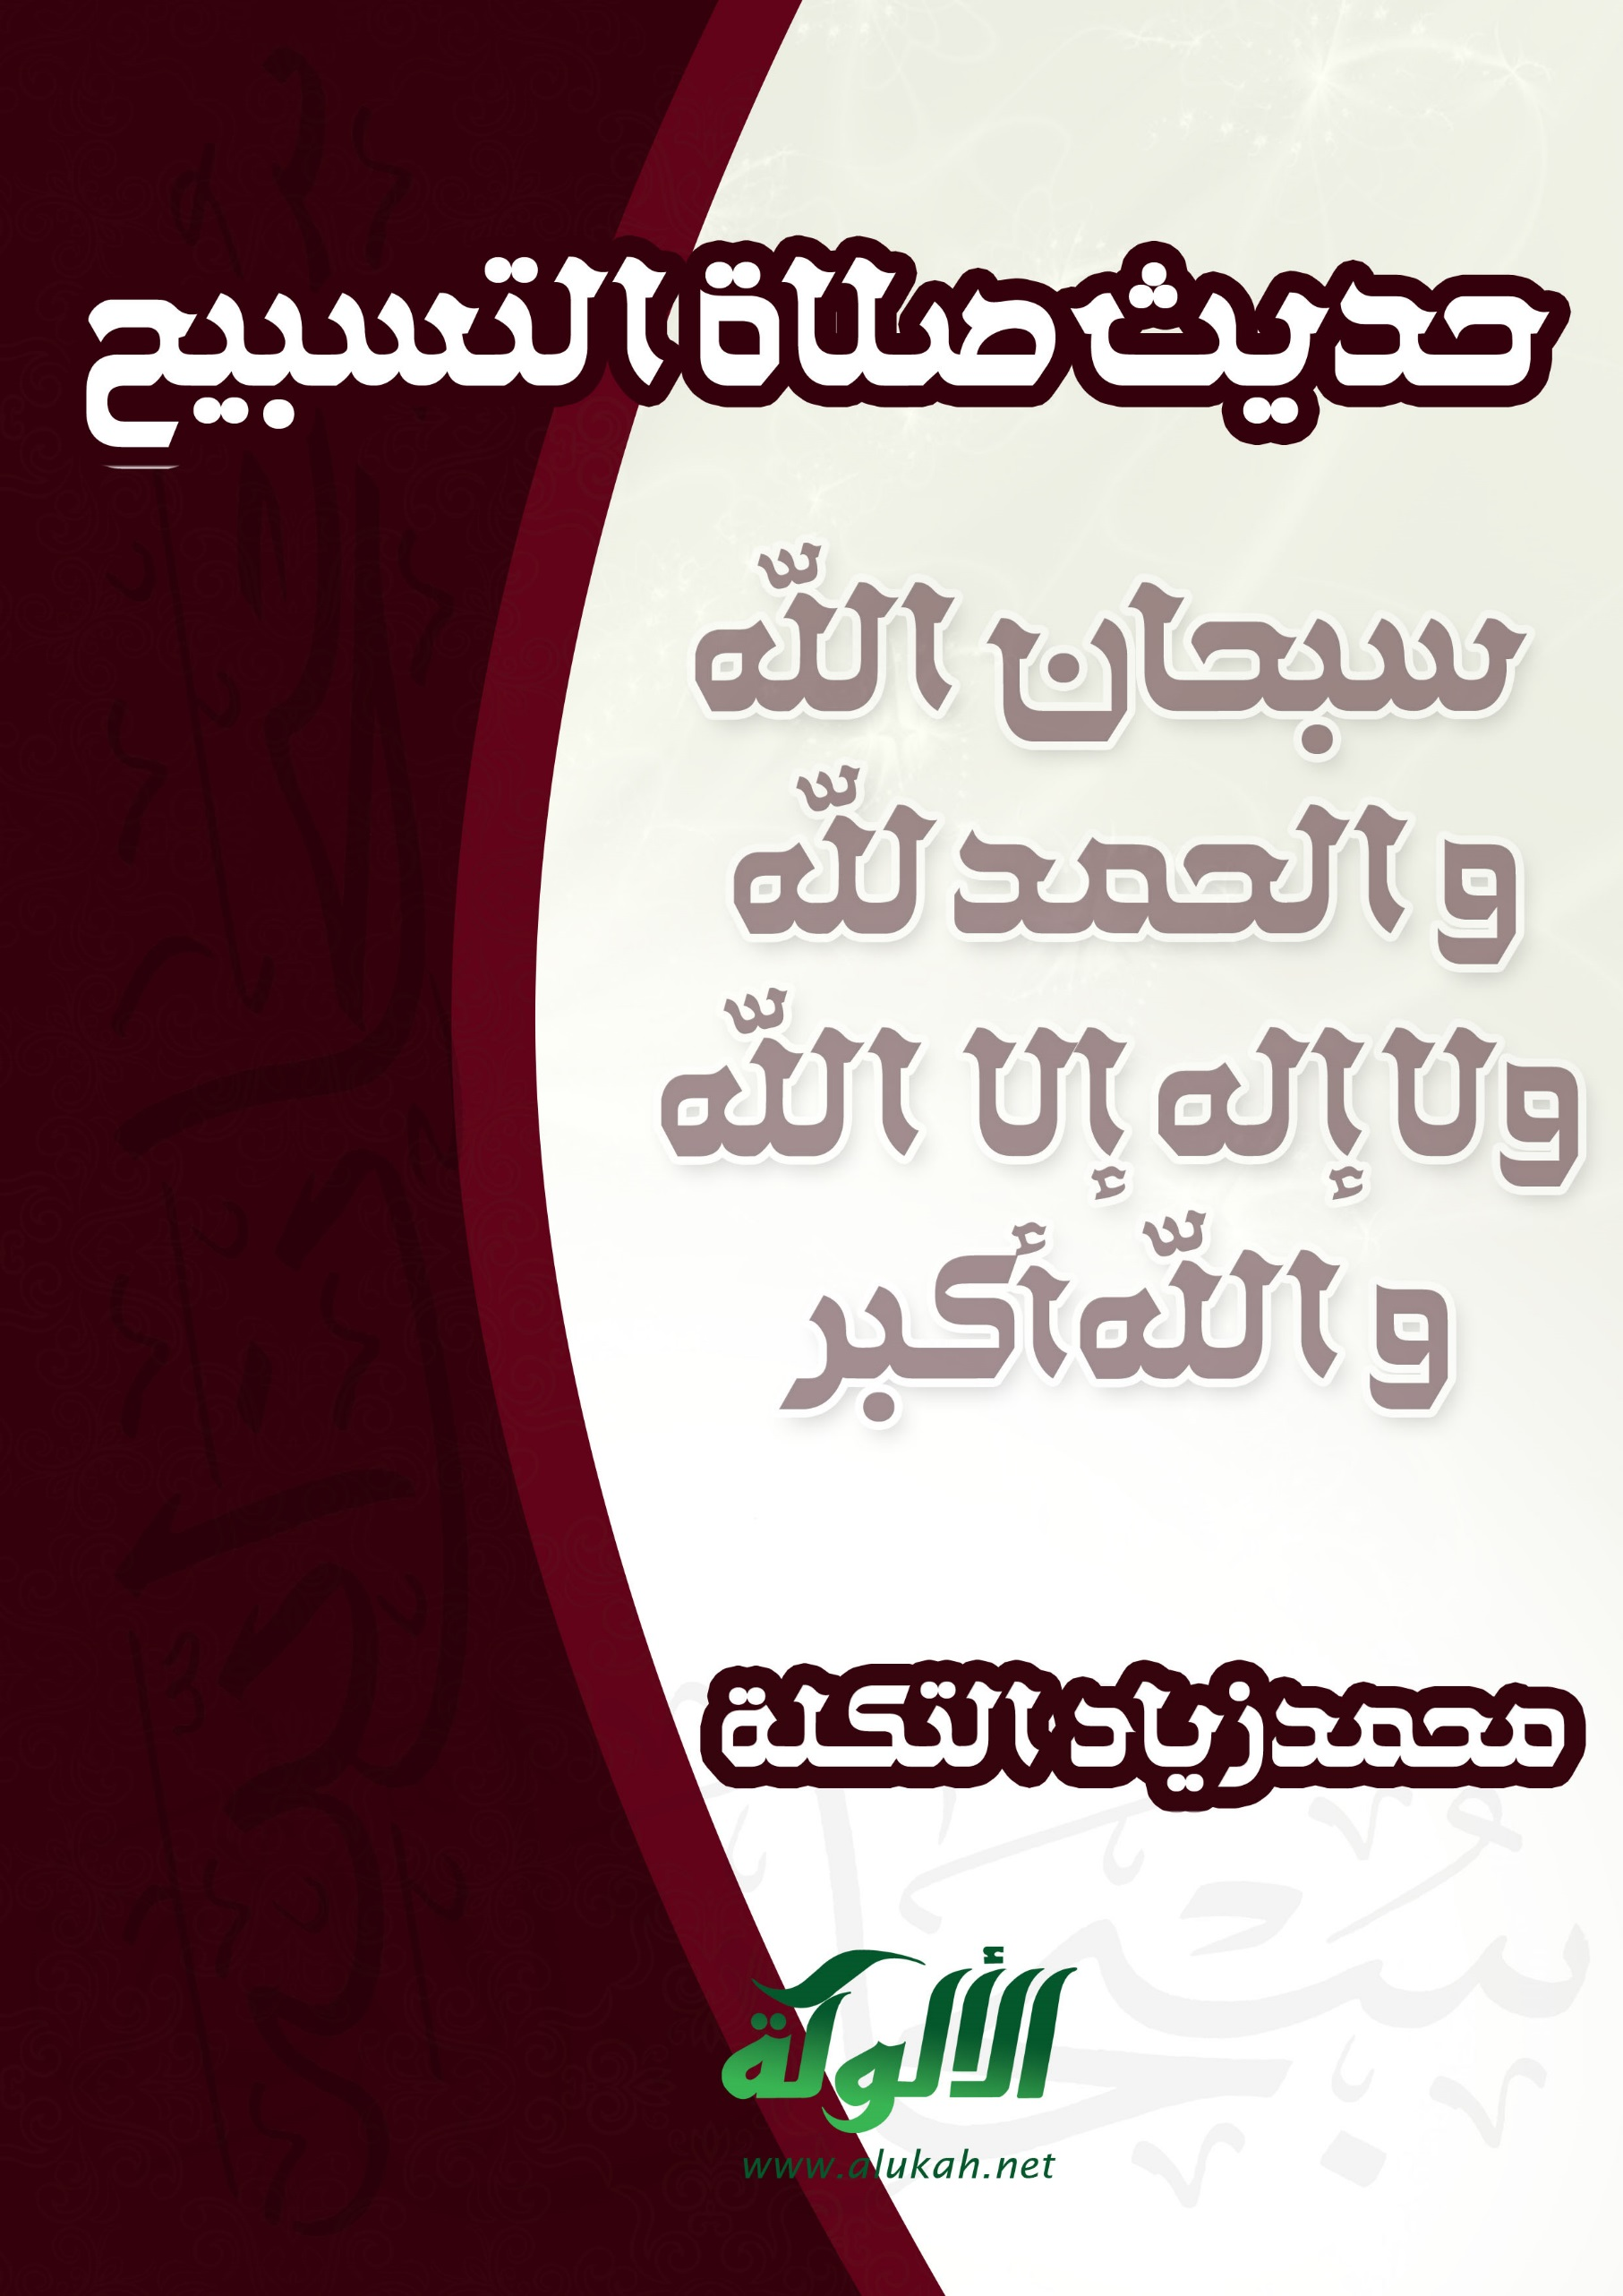 حديث صلاة التسبيح
سبحان اللّه
و الحمد للّه
ولا إله إلا اللّه
و اللّه أكبر
محمد زياد التكلة
الألوكة
www.alukah.net